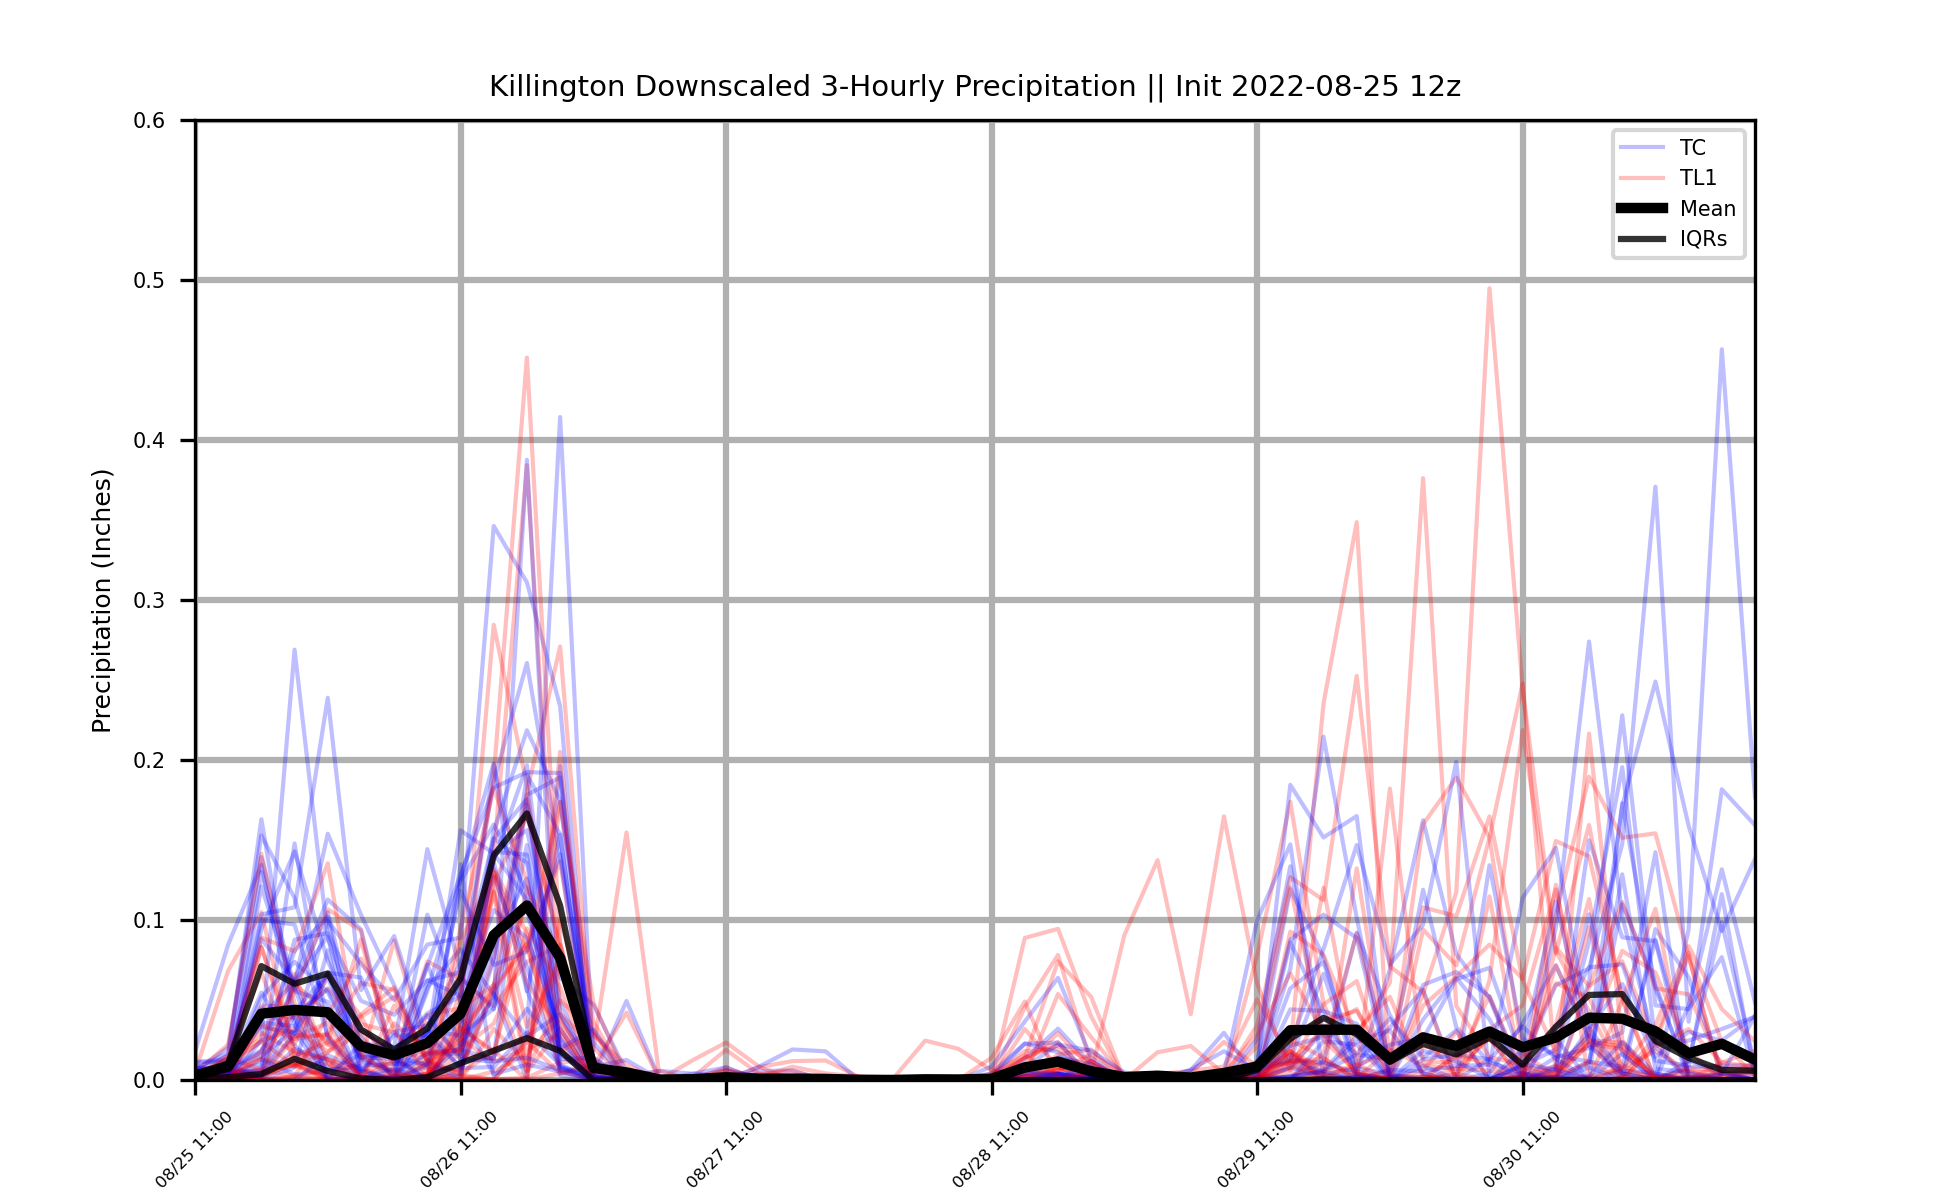 Killington Downscaled 3-Hourly Precipitation || Init 2022-08-25 12z
Precipitation (Inches)
0.6
0.5
0.4
0.3
0.2
0.1
0.0
TC
TL1
Mean
IQRs
08/25 11:00
08/26 11:00
08/27 11:00
08/28 11:00
08/29 11:00
08/30 11:00